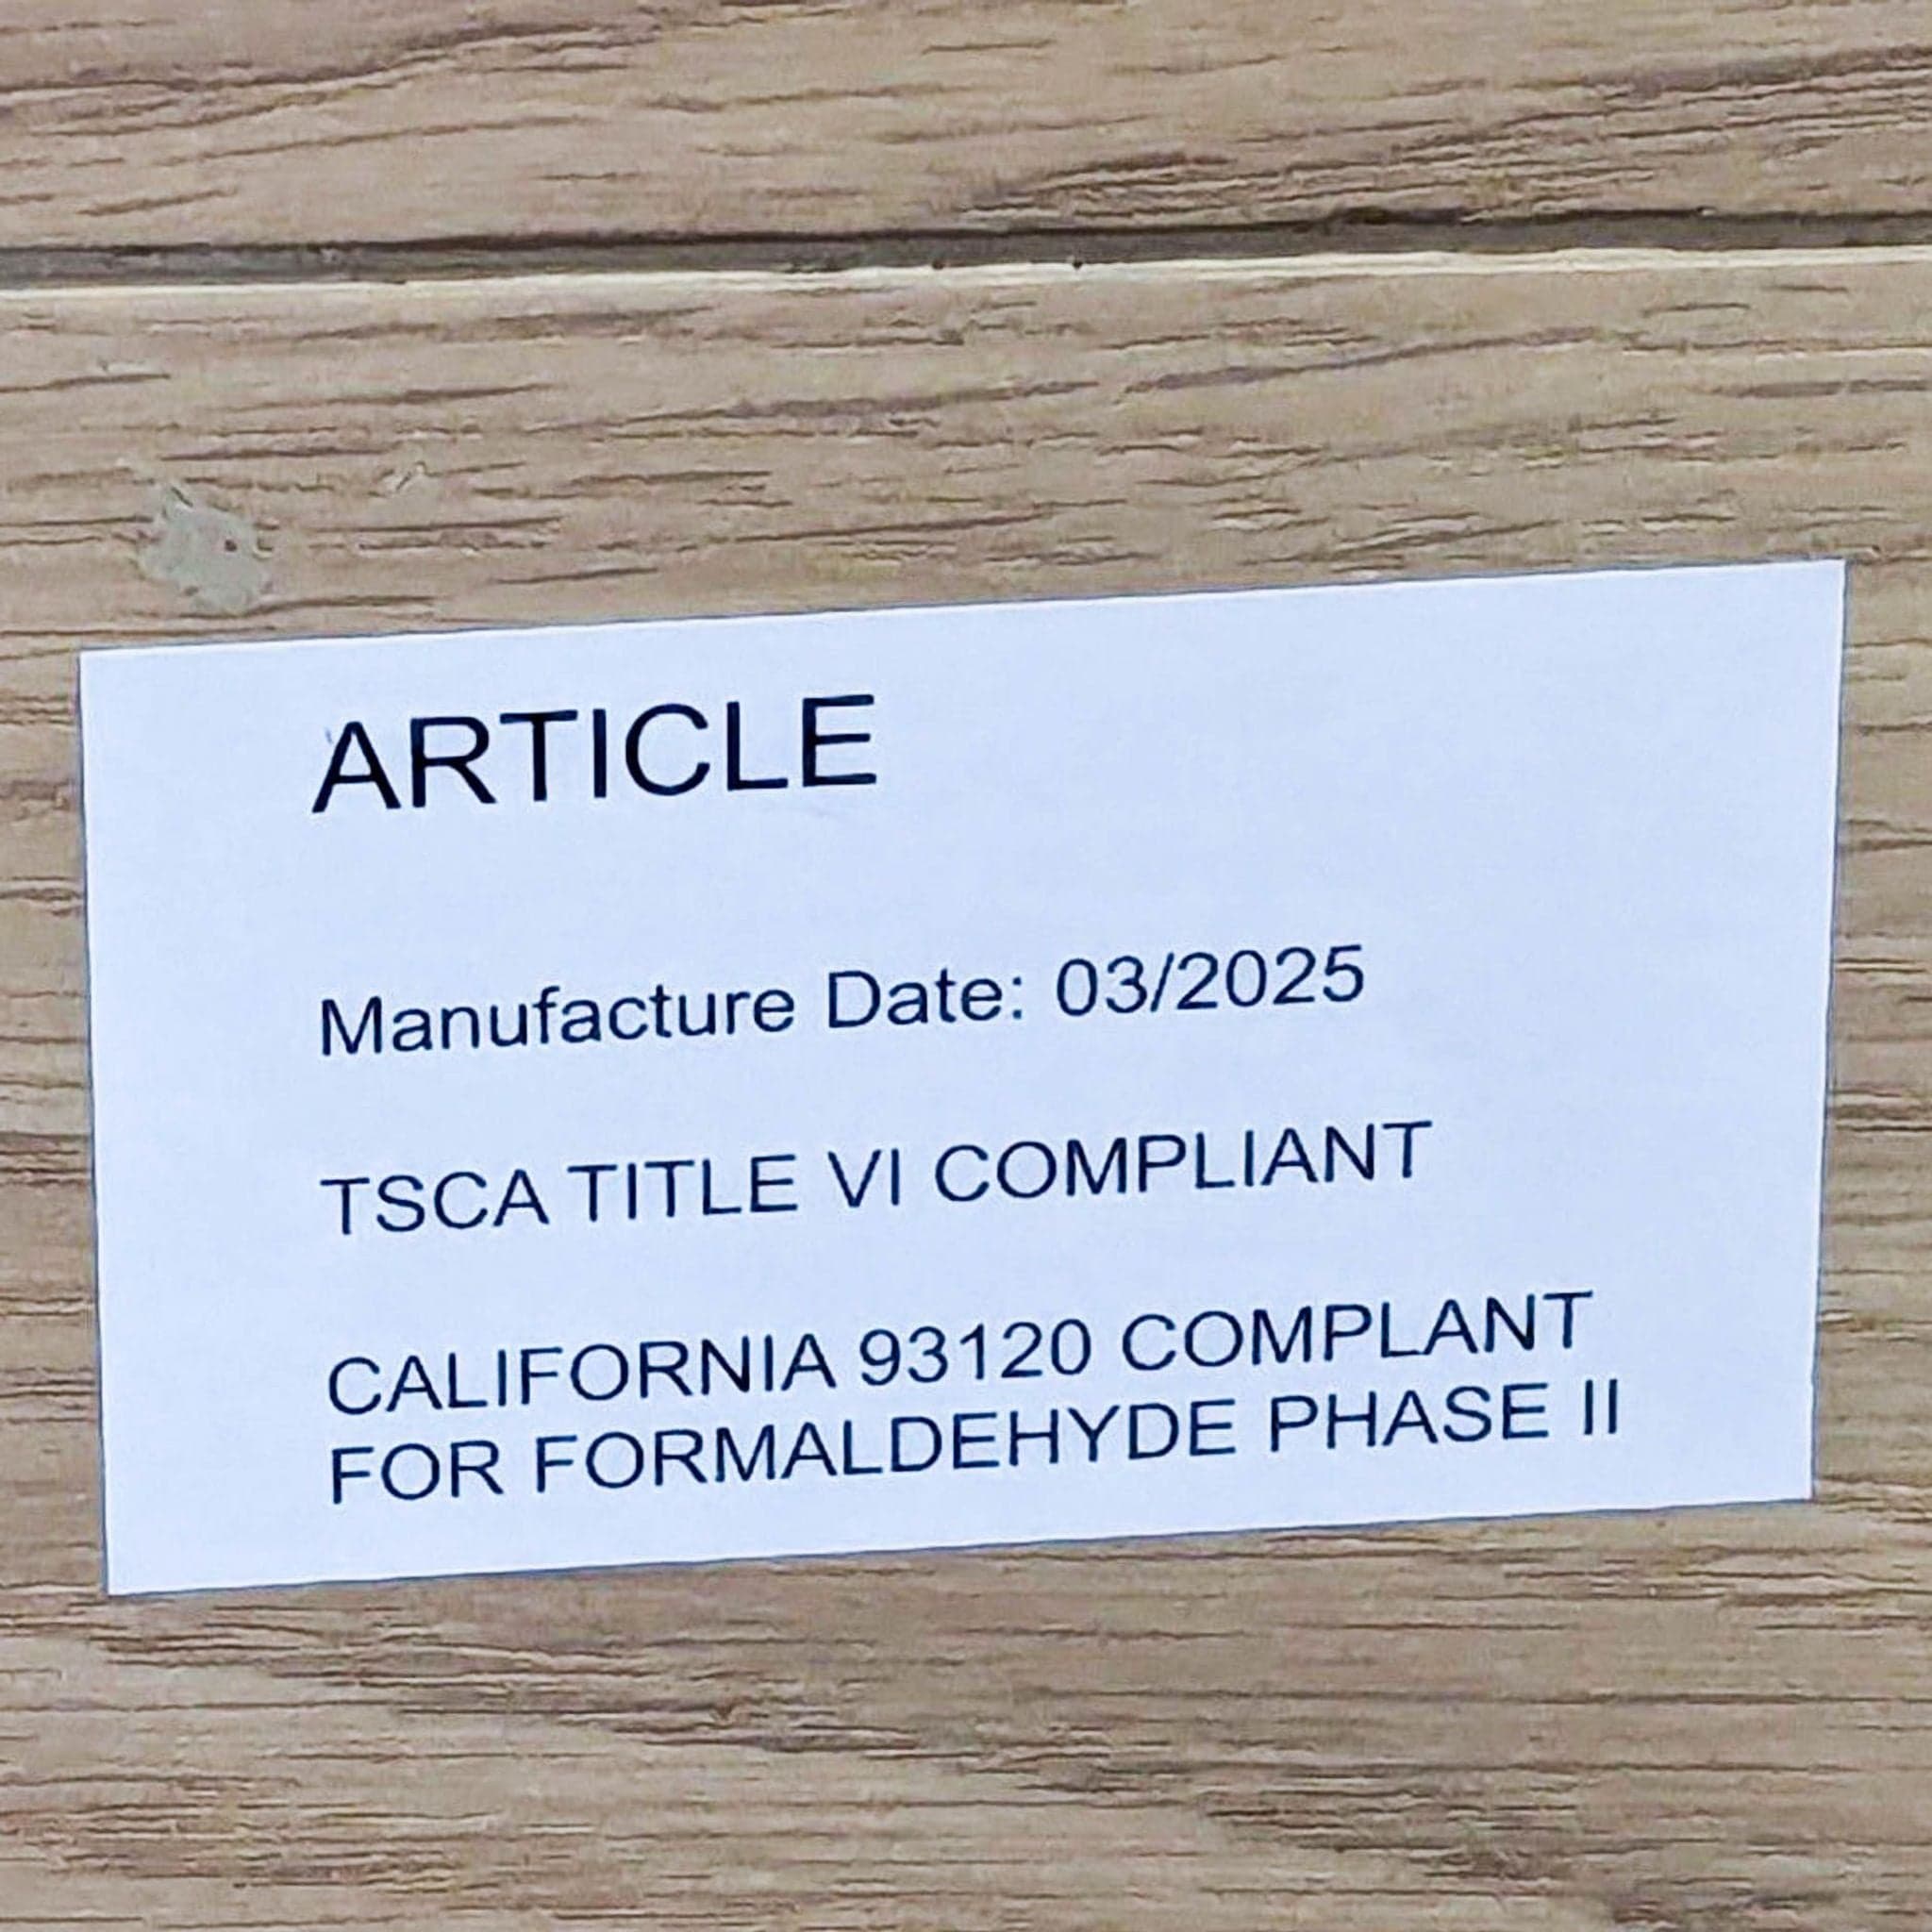 ARTICLE
Manufacture Date: 03/2025
TSCA TITLE VI COMPLIANT
CALIFORNIA 93120 COMPLANT
FOR FORMALDEHYDE PHASE II